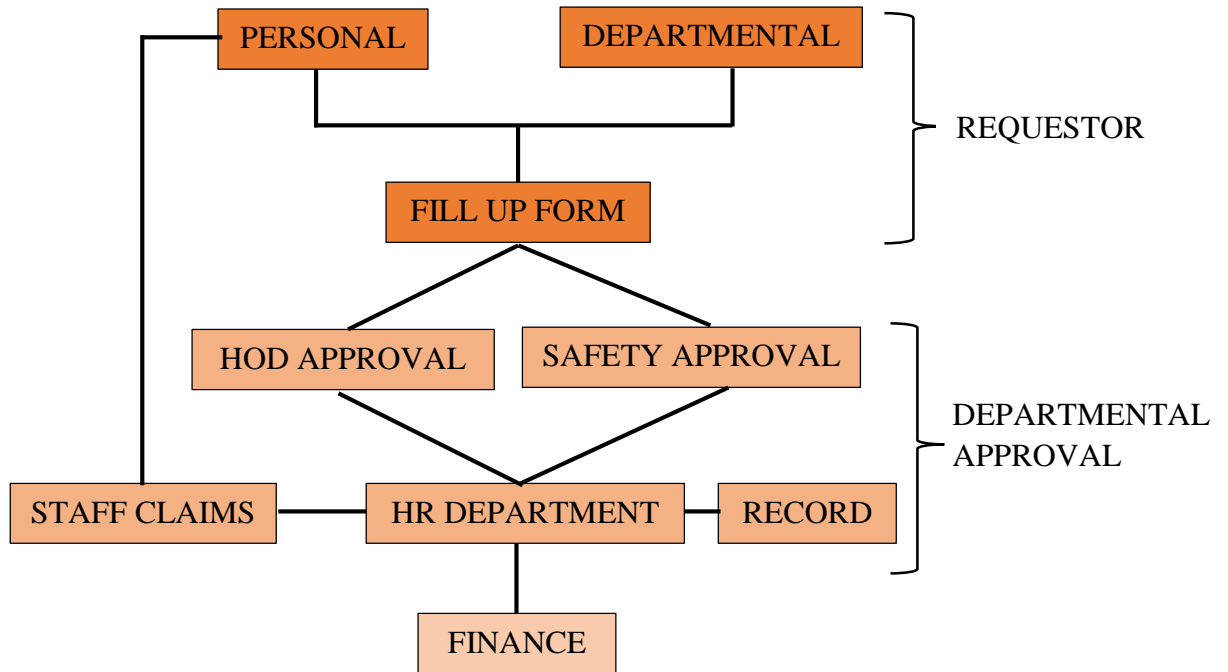 PERSONAL
DEPARTMENTAL
REQUESTOR
FILL UP FORM
HOD APPROVAL
SAFETY APPROVAL
DEPARTMENTAL
APPROVAL
STAFF CLAIMS
HR DEPARTMENT
RECORD
FINANCE